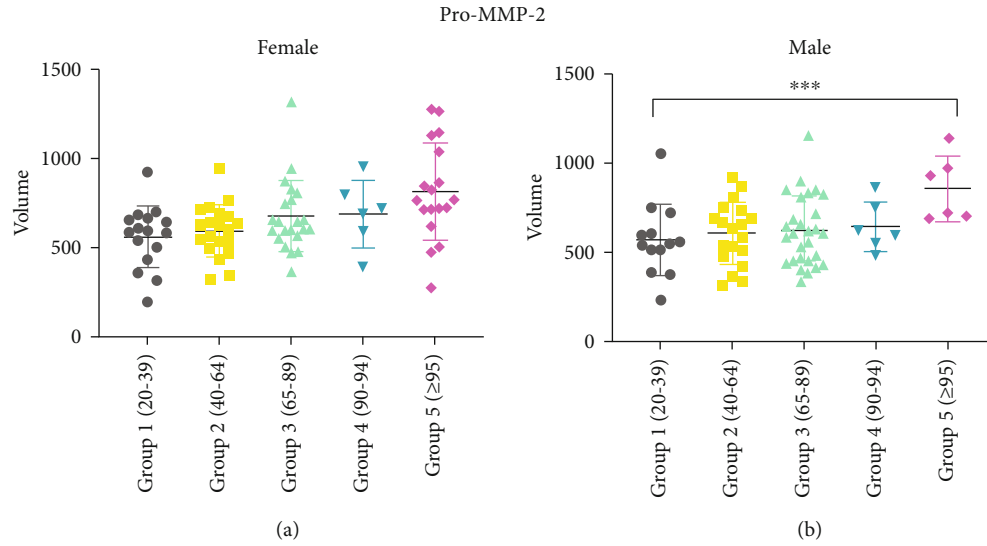 Pro-MMP-2
Female
Volume
1500
1000
500
0
Group 1 (20-39)
Group 2 (40-64)
Group 3 (65-89)
Group 4 (90-94)
Group 5 (≥95)
(a)
Male
***
Volume
1500
1000
500
0
Group 1 (20-39)
Group 2 (40-64)
Group 3 (65-89)
Group 4 (90-94)
Group 5 (≥95)
(b)